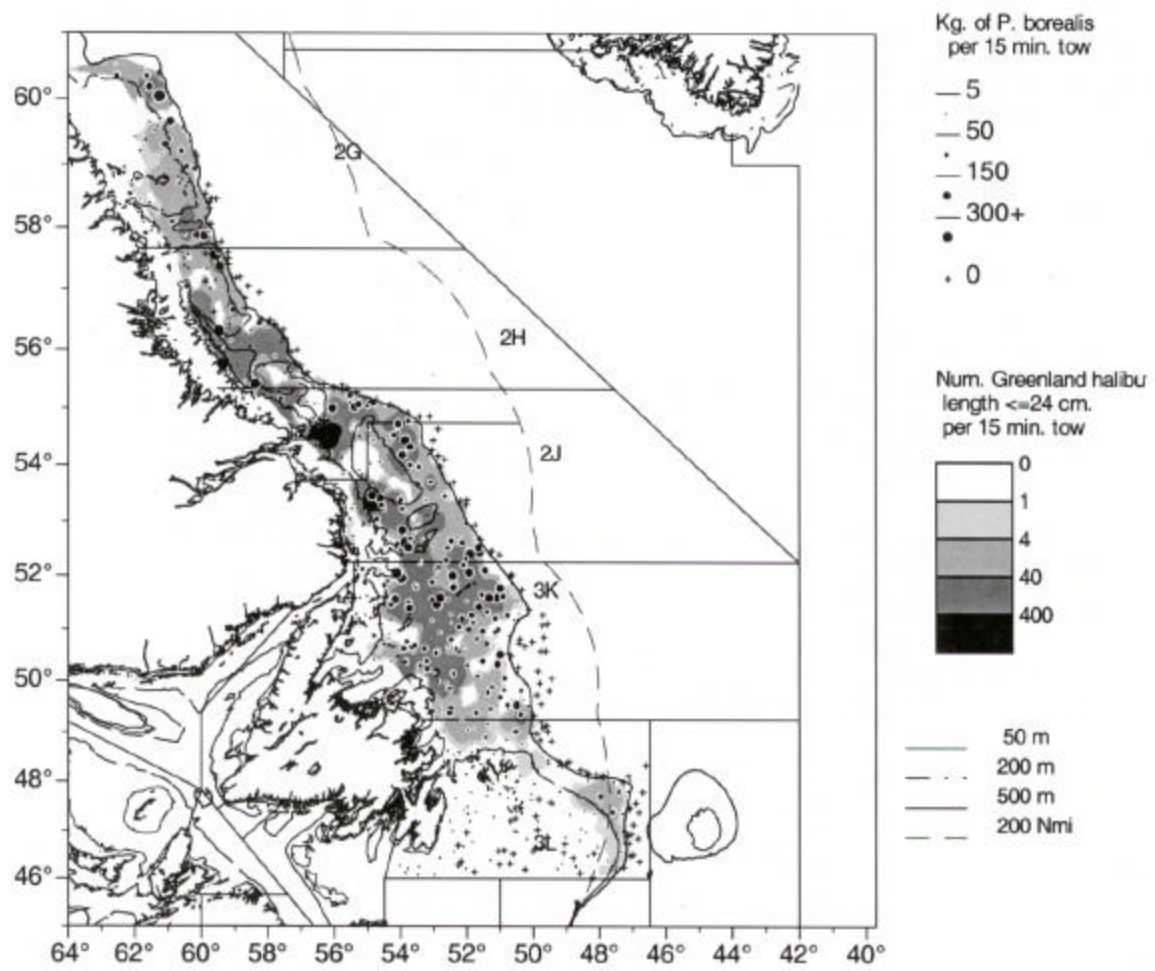 Kg. of P. borealis
per 15 min. tow
5
50
150
300+
0
60°
58°
56°
54°
52°
50°
48°
46°
2G
2H
2J
3K
3L
Num. Greenland halibu
length <=24 cm.
per 15 min. tow
0
1
4
40
400
50 m
200 m
500 m
200 Nmi
64° 62° 60° 58° 56° 54° 52° 50° 48° 46° 44° 42° 40°